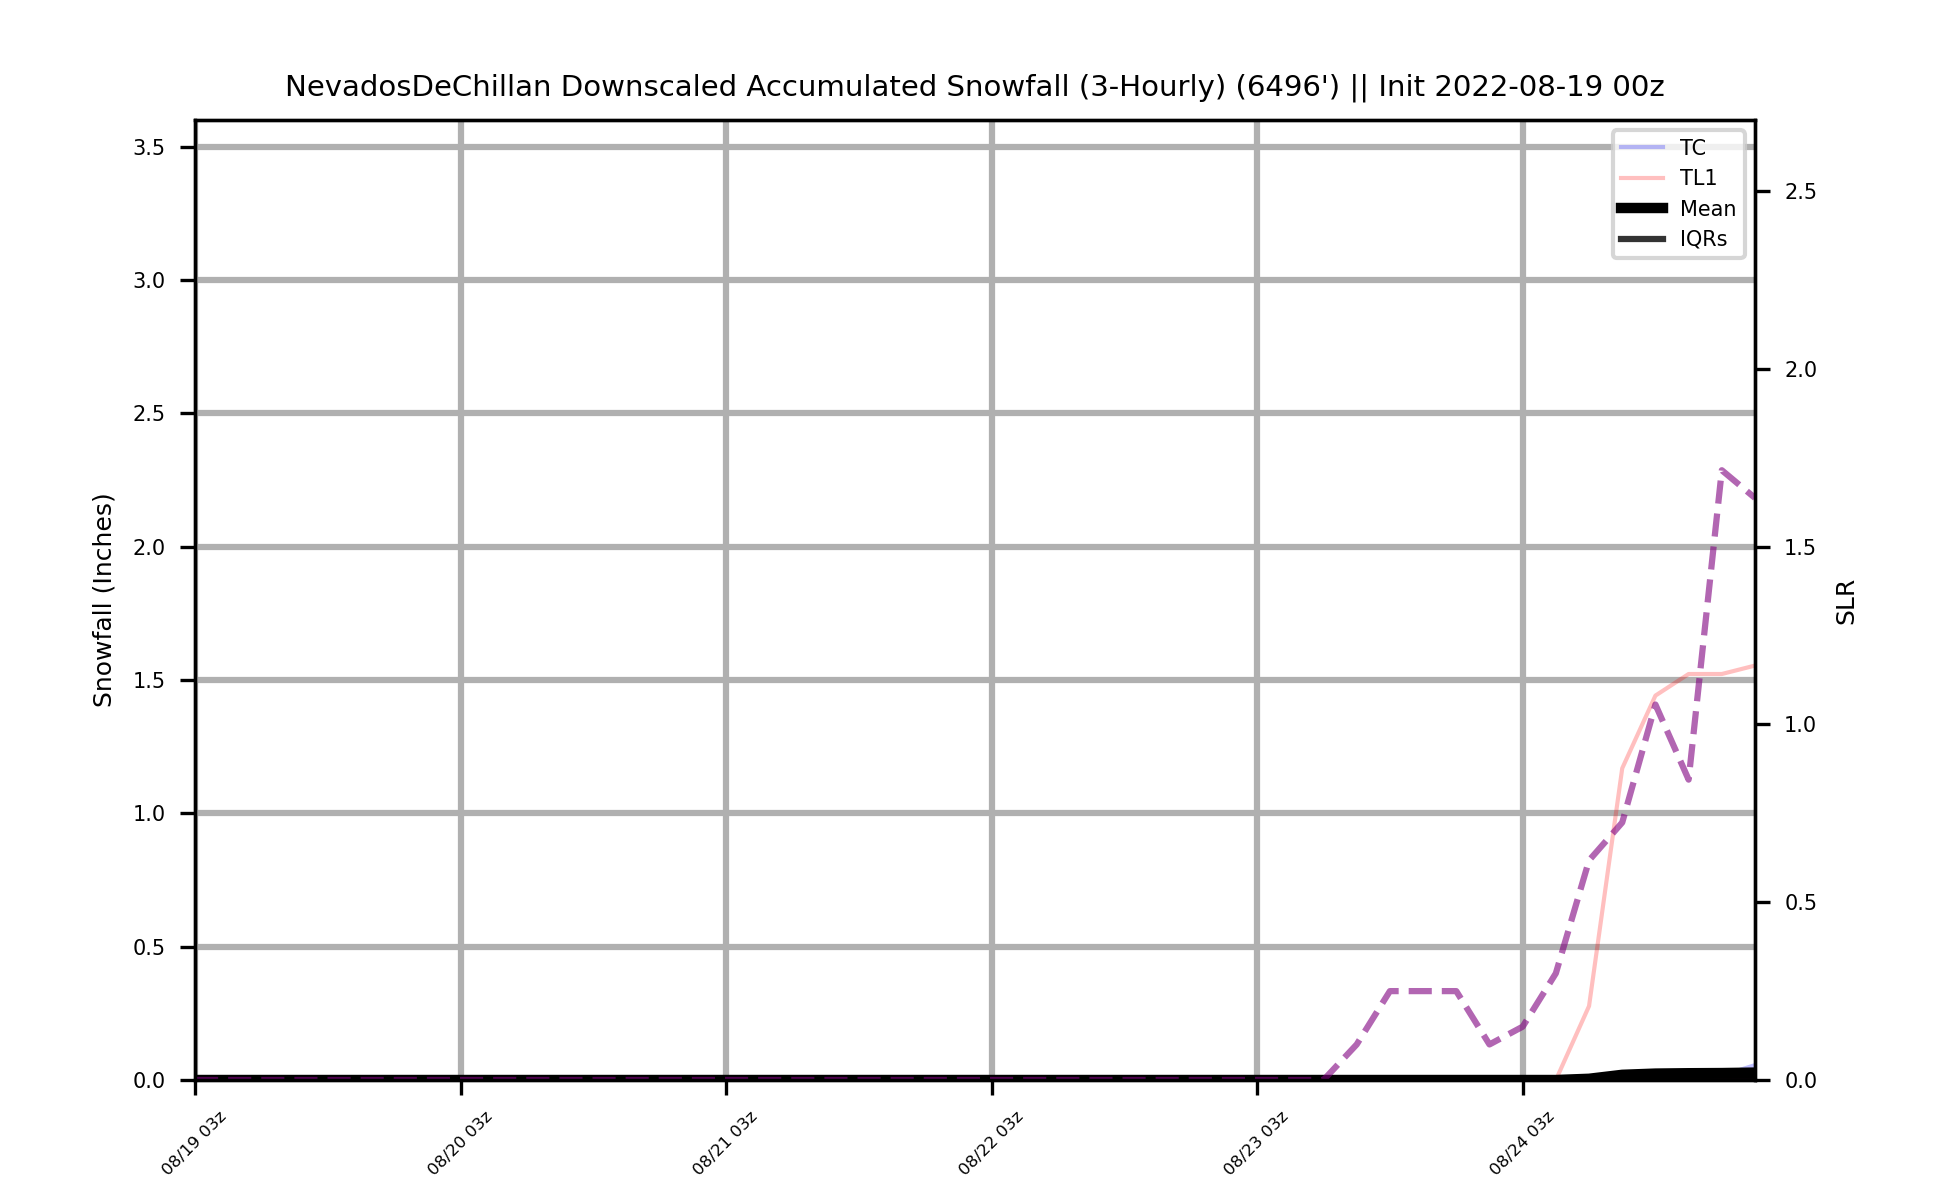 NevadosDeChillan Downscaled Accumulated Snowfall (3-Hourly) (6496') || Init 2022-08-19 00z
TC
TL1
Mean
IQRs
Snowfall (Inches)
3.5
3.0
2.5
2.0
1.5
1.0
0.5
0.0
2.5
2.0
1.5
1.0
0.5
0.0
SLR
08/19 03z
08/20 03z
08/21 03z
08/22 03z
08/23 03z
08/24 03z